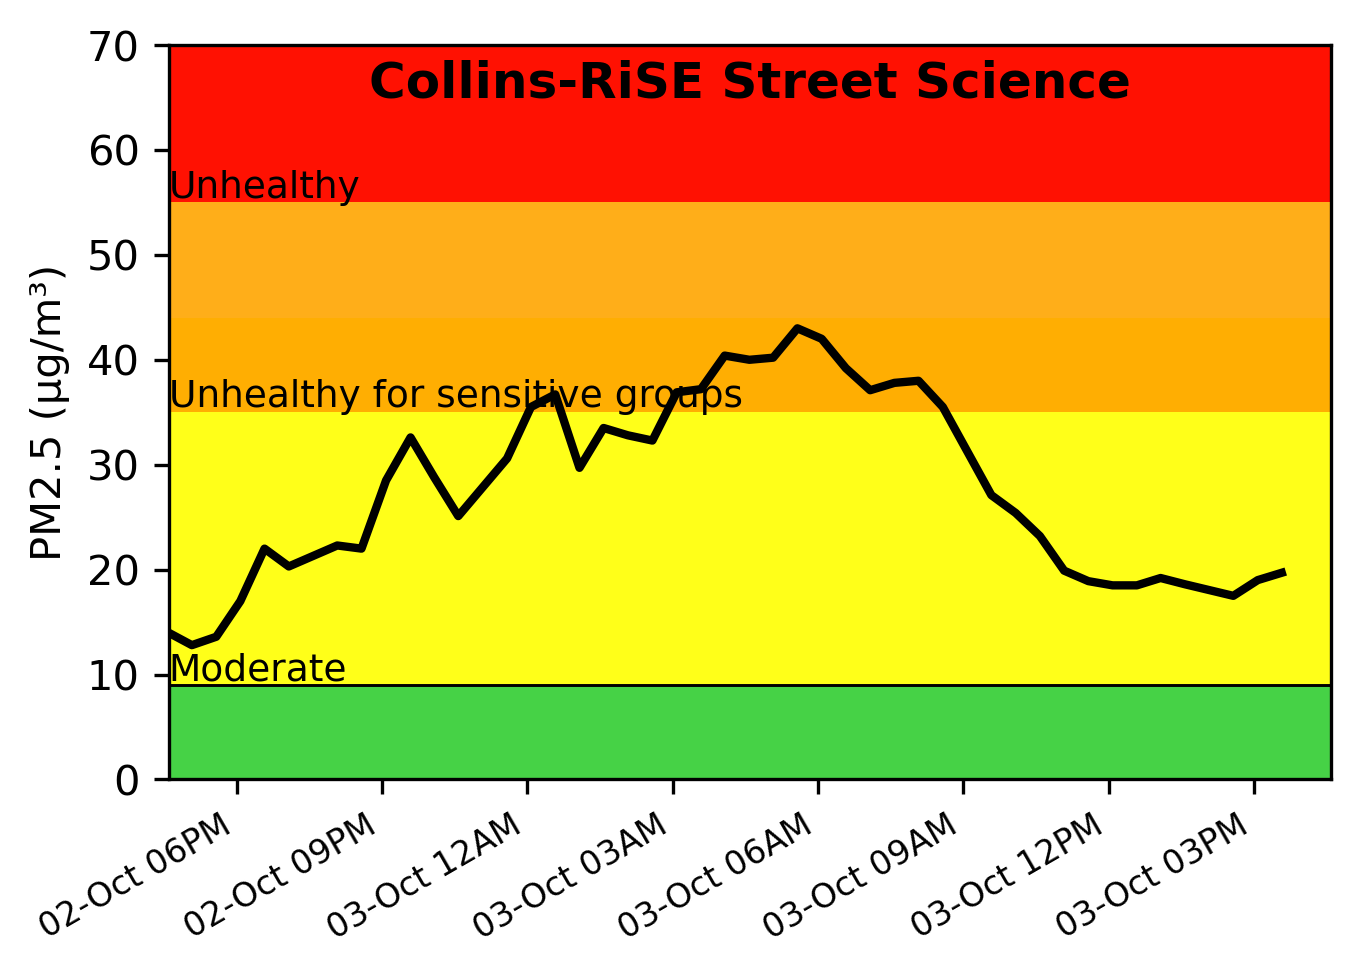 Collins-RiSE Street Science
70
60
50
40
30
20
10
0
PM2.5 (µg/m³)
Unhealthy
Unhealthy for sensitive groups
Moderate
02-Oct 06PM
02-Oct 09PM
03-Oct 12AM
03-Oct 03AM
03-Oct 06AM
03-Oct 09AM
03-Oct 12PM
03-Oct 03PM